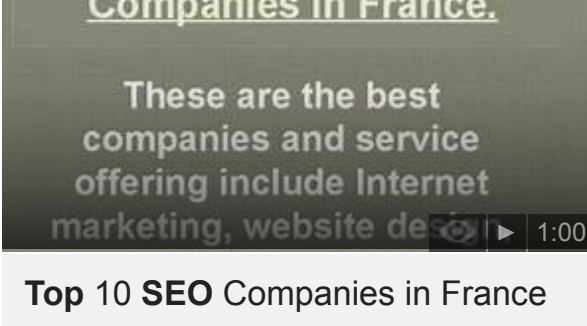 Companies in France.
These are the best
companies and service
offering include Internet
marketing, website design,
1:00
Top 10 SEO Companies in France